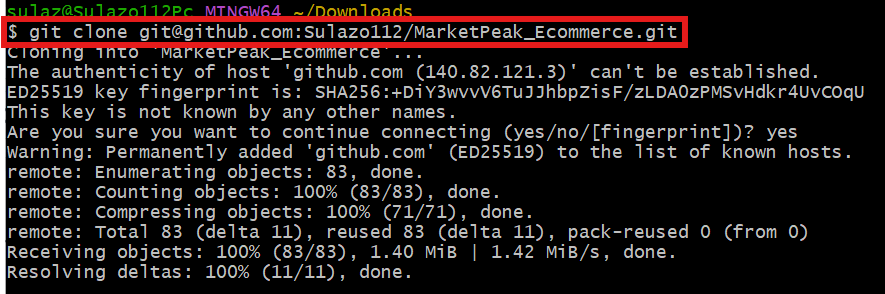 sulaz@Sulazo112Pc MINGW64 ~/Downloads
$ git clone git@github.com:Sulazo112/MarketPeak_Ecommerce.git
Cloning into 'MarketPeak_Ecommerce'...
The authenticity of host 'github.com (140.82.121.3)' can't be established.
ED25519 key fingerprint is: SHA256:+DiY3wvvV6TuJJhbpZisF/zLDA0zPMSvHdkr4UvCOqU
This key is not known by any other names.
Are you sure you want to continue connecting (yes/no/[fingerprint])? yes
Warning: Permanently added 'github.com' (ED25519) to the list of known hosts.
remote: Enumerating objects: 83, done.
remote: Counting objects: 100% (83/83), done.
remote: Compressing objects: 100% (71/71), done.
remote: Total 83 (delta 11), reused 83 (delta 11), pack-reused 0 (from 0)
Receiving objects: 100% (83/83), 1.40 MiB | 1.42 MiB/s, done.
Resolving deltas: 100% (11/11), done.